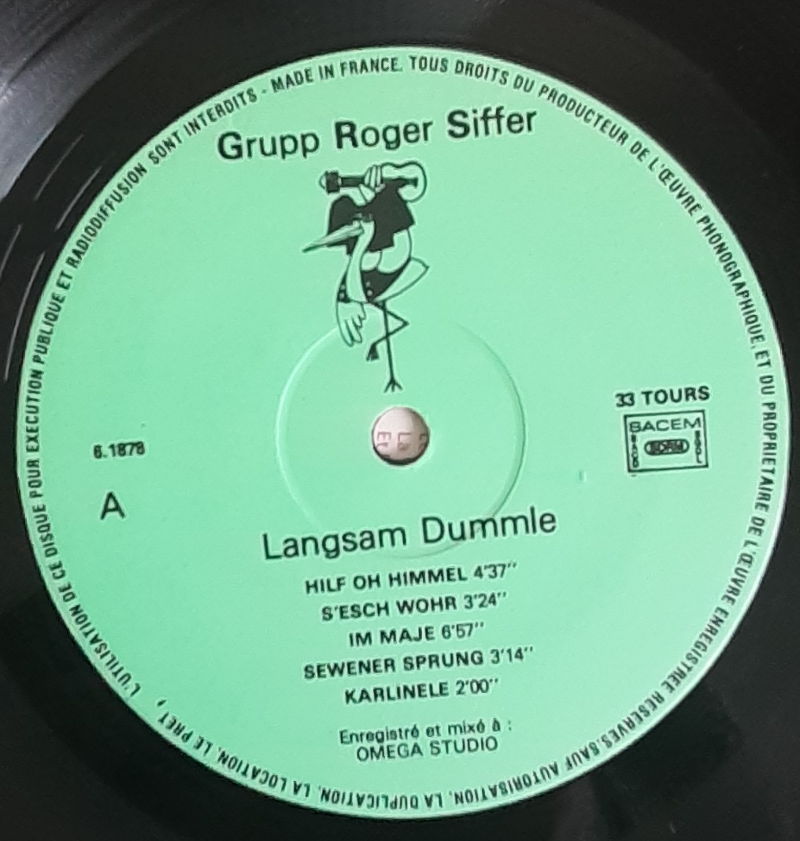 L'UTILISATION DE CE DISQUE POUR EXECUTION PUBLIQUE ET RADIODIFFUSION SONT INTERDITS - MADE IN FRANCE. TOUS DROITS DU PRODUCTEUR DE L'ŒUVRE PHONOGRAPHIQUE, ET DU PROPRIETAIRE DE L'ŒUVRE ENREGISTREE RESERVES.SAUF AUTORISATION, LA DUPLICATION, LA LOCATION, LE PRET,
Grupp Roger Siffer
33 TOURS
SACEM
6.1878
A
Langsam Dummle
HILF OH HIMMEL 4'37"
S'ESCH WOHR 3'24"
IM MAJE 6'57"
SEWENER SPRUNG 3'14"
KARLINELE 2'00"
Enregistré et mixé à :
OMEGA STUDIO